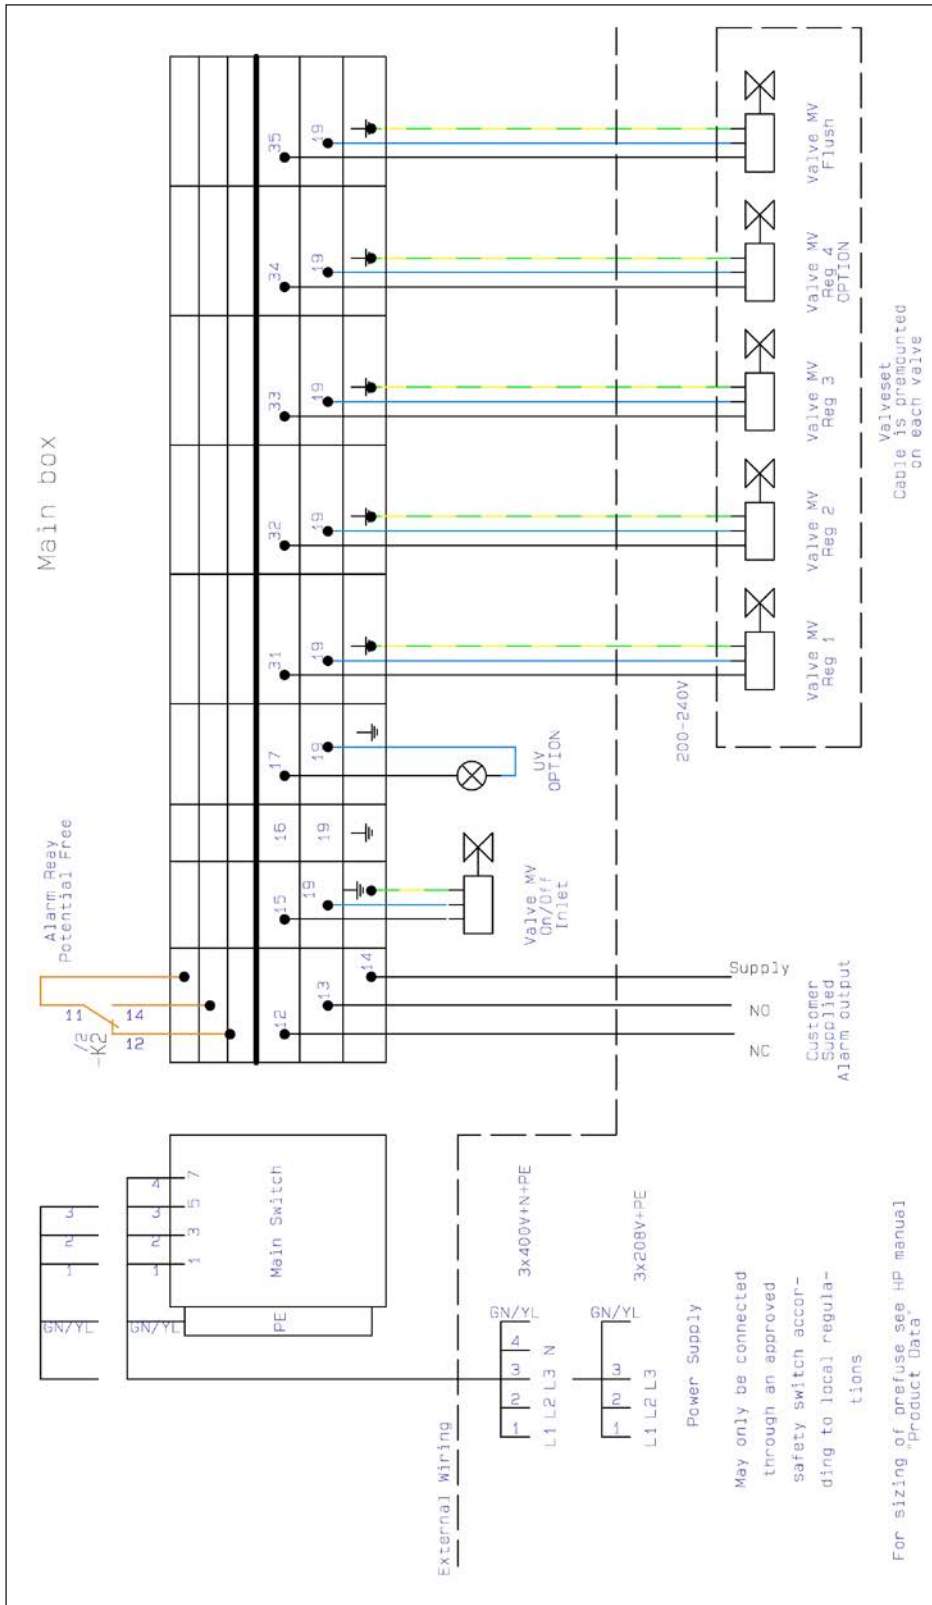 Main box
Alarm Reay
Potential Free
/2
-K2
11
14
12
1
2
3
GN/YL
1
2
3
4
GN/YL
1
3
5
7
Main Switch
PE
12
13
14
15
19
16
19
17
19
31
19
32
19
33
19
34
19
35
19
Valve MV
On/Off
Inlet
UV
OPTION
External Wiring
NC
NO
Supply
Customer
Supplied
Alarm output
200-240V
Valve MV
Reg 1
Valve MV
Reg 2
Valve MV
Reg 3
Valve MV
Reg 4
OPTION
Valve MV
Flush
Valveset
Cable is premounted
on each valve
1
2
3
4
GN/YL
L1 L2 L3 N
3x400V+N+PE
1
2
3
GN/YL
L1 L2 L3
3x208V+PE
Power Supply
May only be connected
through an approved
safety switch accor-
ding to local regula-
tions
For sizing of prefuse see HP manual
"Product Data"